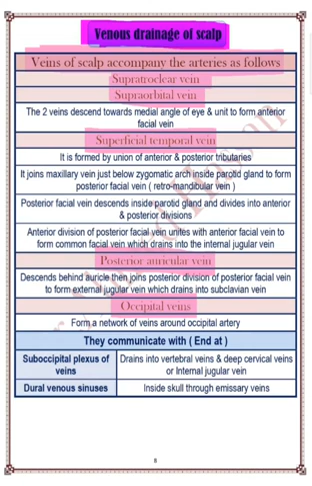 Venous drainage of scalp
Veins of scalp accompany the arteries as follows
Supratroclear vein
Supraorbital vein
The 2 veins descend towards medial angle of eye & unit to form anterior
facial vein
Superficial temporal vein
It is formed by union of anterior & posterior tributaries
It joins maxillary vein just below zygomatic arch inside parotid gland to form
posterior facial vein ( retro-mandibular vein )
Posterior facial vein descends inside parotid gland and divides into anterior
& posterior divisions
Anterior division of posterior facial vein unites with anterior facial vein to
form common facial vein which drains into the internal jugular vein
Posterior auricular vein
Descends behind auricle then joins posterior division of posterior facial vein
to form external jugular vein which drains into subclavian vein
Occipital veins
Form a network of veins around occipital artery
They communicate with ( End at )
Suboccipital plexus of
veins
Drains into vertebral veins & deep cervical veins
or Internal jugular vein
Dural venous sinuses
Inside skull through emissary veins
8